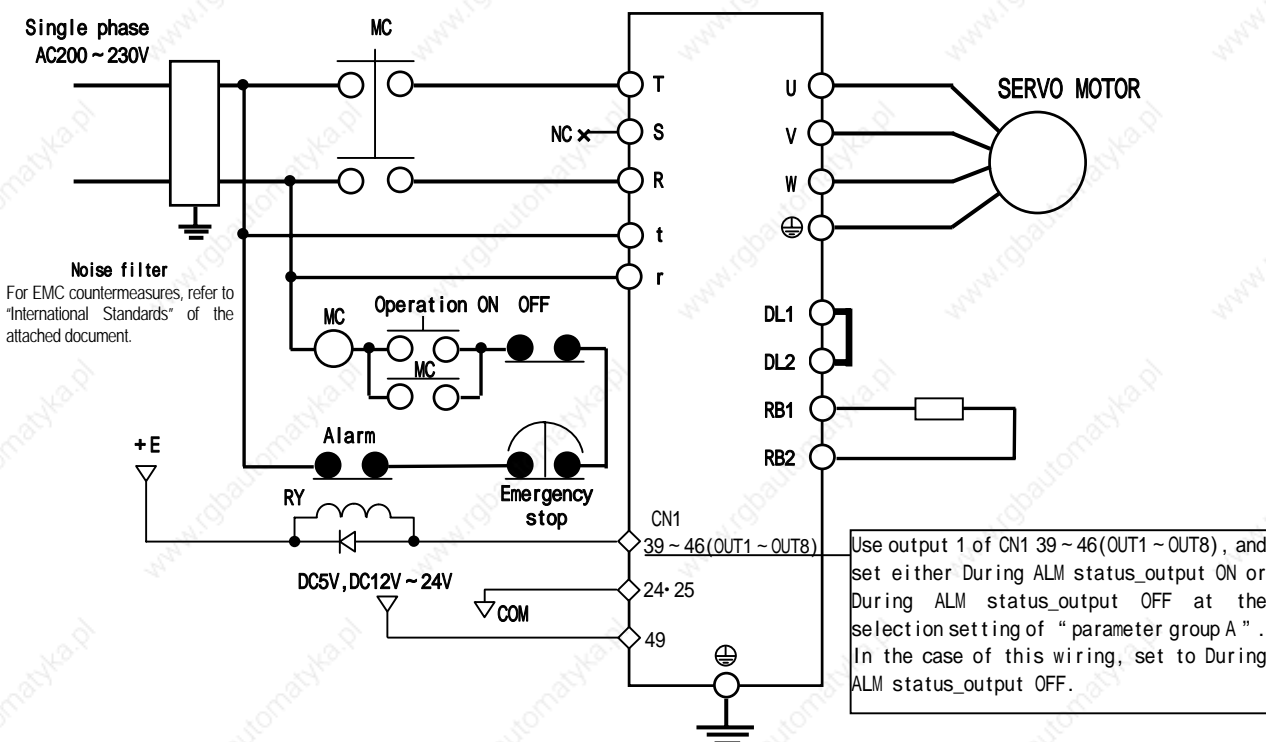 Single phase
AC200~230V
MC
T
U
SERVO MOTOR
NC
S
V
R
W
t
Noise filter
r
For EMC countermeasures, refer to
"International Standards" of the
attached document.
MC
Operation ON OFF
MC
DL1
DL2
RB1
RB2
+E
Alarm
RY
Emergency
stop
CN1
39~46(OUT1~OUT8)
DC5V,DC12V~24V
COM
24・25
49
Use output 1 of CN1 39~46(OUT1~OUT8), and
set either During ALM status_output ON or
During ALM status_output OFF at the
selection setting of "parameter group A".
In the case of this wiring, set to During
ALM status_output OFF.
www.rgbautomatyka.pl